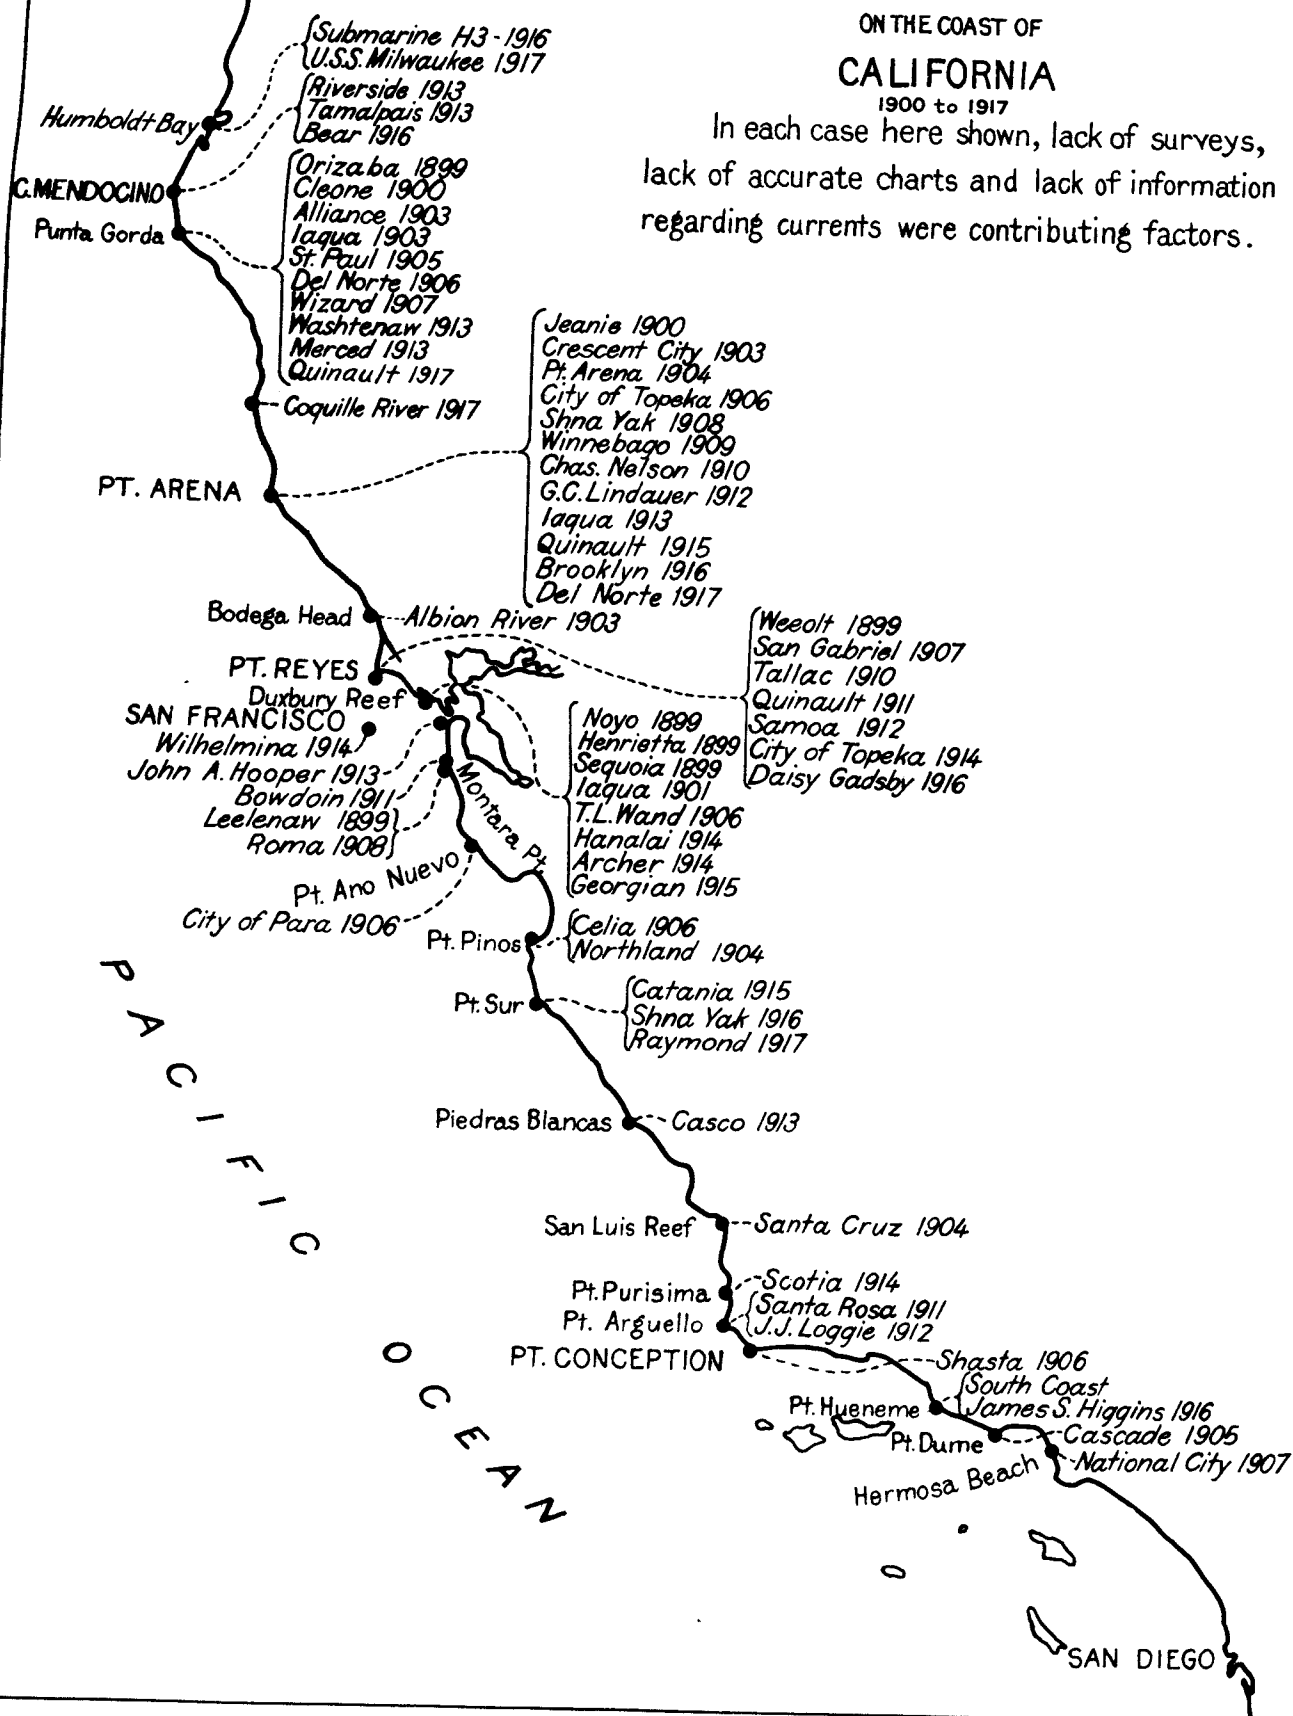 ON THE COAST OF
CALIFORNIA
1900 to 1917
In each case here shown, lack of surveys,
lack of accurate charts and lack of information
regarding currents were contributing factors.
Submarine H3 - 1916
U.S.S. Milwaukee 1917
Humboldt Bay
Riverside 1913
Tamalpais 1913
Bear 1916
C. MENDOCINO
Punta Gorda
Orizaba 1899
Cleone 1900
Alliance 1903
Iaqua 1903
St. Paul 1905
Del Norte 1906
Wizard 1907
Washtenaw 1913
Merced 1913
Quinault 1917
Coquille River 1917
PT. ARENA
Jeanie 1900
Crescent City 1903
Pt. Arena 1904
City of Topeka 1906
Shna Yak 1908
Winnebago 1909
Chas. Nelson 1910
G.C. Lindauer 1912
Iaqua 1913
Quinault 1915
Brooklyn 1916
Del Norte 1917
Bodega Head
Albion River 1903
PT. REYES
Weeolt 1899
San Gabriel 1907
Tallac 1910
Quinault 1911
Samoa 1912
City of Topeka 1914
Daisy Gadsby 1916
Duxbury Reef
Noyo 1899
Henrietta 1899
Sequoia 1899
Iaqua 1901
T.L. Wand 1906
Hanalai 1914
Archer 1914
Georgian 1915
SAN FRANCISCO
Wilhelmina 1914
John A. Hooper 1913
Bowdoin 1911
Leelenaw 1899
Roma 1908
Montara Pt.
Pt. Ano Nuevo
City of Para 1906
Pt. Pinos
Celia 1906
Northland 1904
Pt. Sur
Catania 1915
Shna Yak 1916
Raymond 1917
Piedras Blancas
Casco 1913
San Luis Reef
Santa Cruz 1904
Pt. Purisima
Scotia 1914
Pt. Arguello
Santa Rosa 1911
J.J. Loggie 1912
PT. CONCEPTION
Shasta 1906
Pt. Hueneme
South Coast
James S. Higgins 1916
Pt. Dume
Cascade 1905
Hermosa Beach
National City 1907
SAN DIEGO
PACIFIC OCEAN